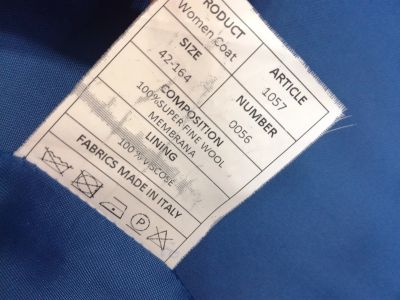 PRODUCT
Women Coat
SIZE
42-164
ARTICLE
1057
NUMBER
0056
COMPOSITION
100%SUPER FINE WOOL
MEMBRANA
LINING
100% VISCOSE
FABRICS MADE IN ITALY
P